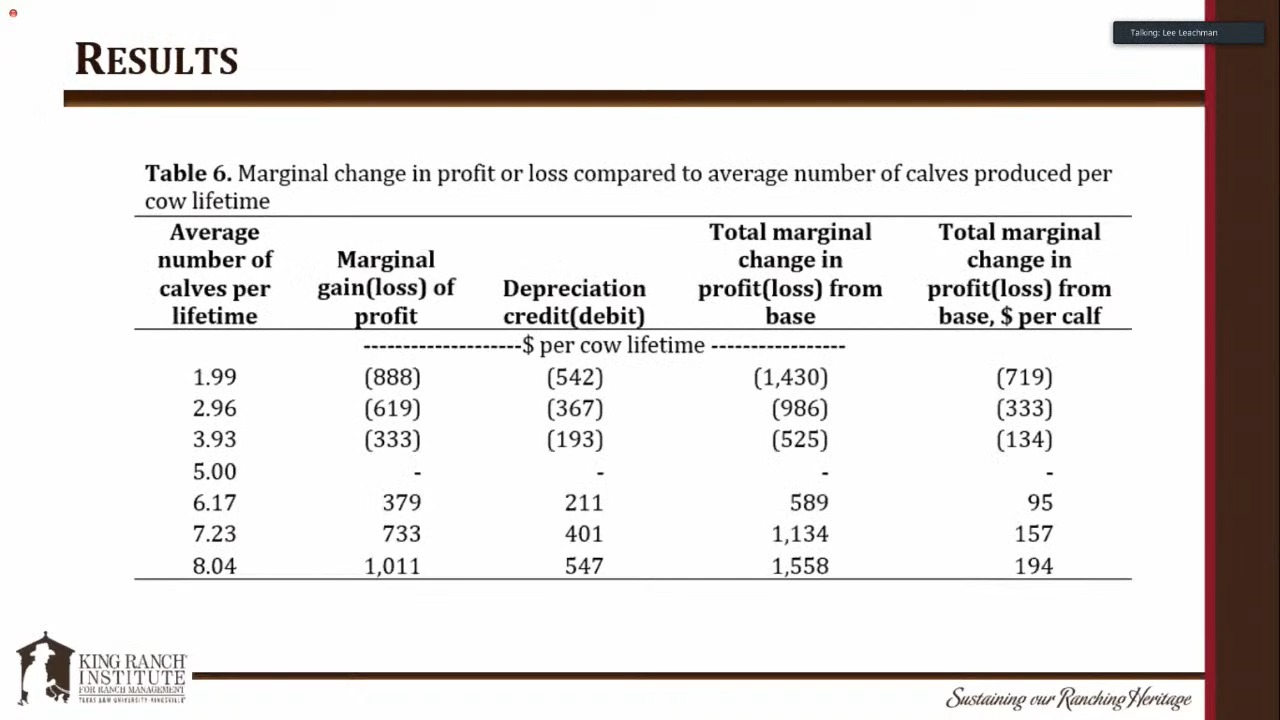 Talking: Lee Leachman
RESULTS
Table 6. Marginal change in profit or loss compared to average number of calves produced per
cow lifetime
Average number of calves per lifetime Marginal gain(loss) of profit Depreciation credit(debit) Total marginal change in profit(loss) from base Total marginal change in profit(loss) from base, $ per calf
--------------------$ per cow lifetime -----------------
1.99 (888) (542) (1,430) (719)
2.96 (619) (367) (986) (333)
3.93 (333) (193) (525) (134)
5.00 - - - -
6.17 379 211 589 95
7.23 733 401 1,134 157
8.04 1,011 547 1,558 194
KING RANCH
INSTITUTE
FOR RANCH MANAGEMENT
TEXAS A&M UNIVERSITY-KINGSVILLE
Sustaining our Ranching Heritage